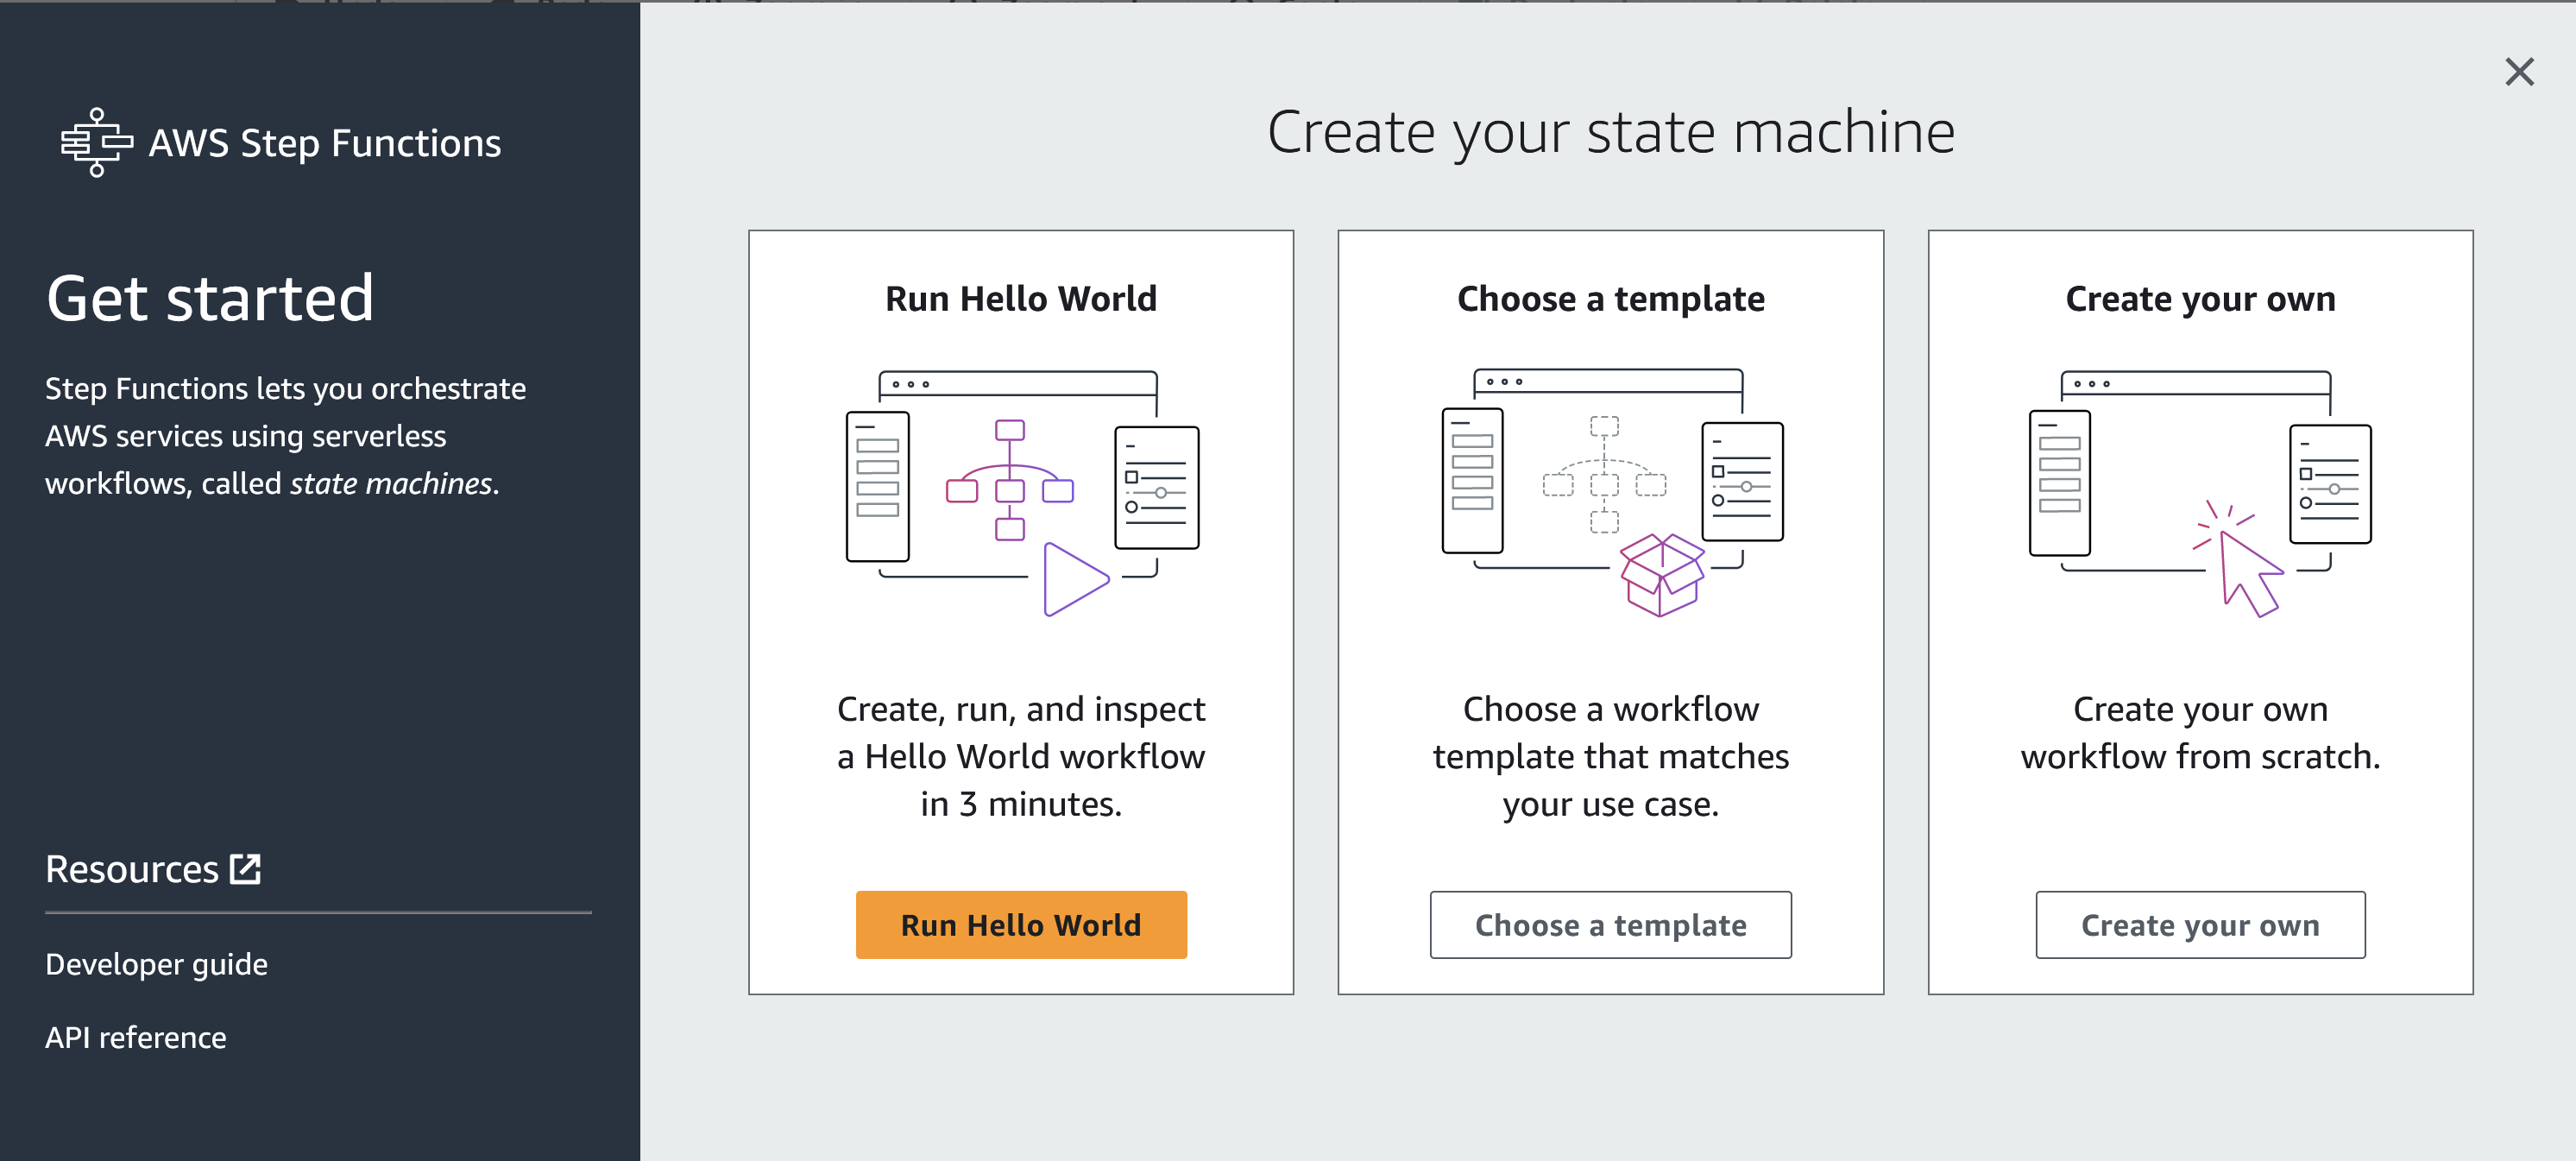 AWS Step Functions
Get started
Step Functions lets you orchestrate
AWS services using serverless
workflows, called state machines.
Resources
Developer guide
API reference
Create your state machine
Run Hello World
Create, run, and inspect
a Hello World workflow
in 3 minutes.
Run Hello World
Choose a template
Choose a workflow
template that matches
your use case.
Choose a template
Create your own
Create your own
workflow from scratch.
Create your own